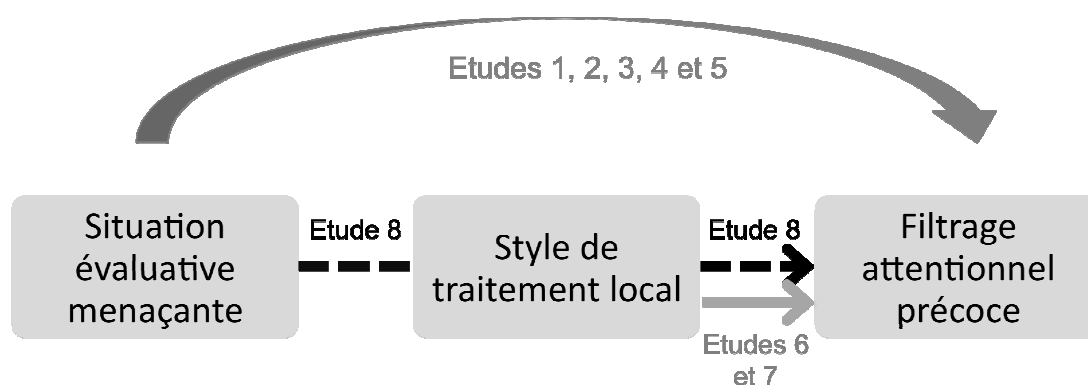 Etudes 1, 2, 3, 4 et 5
Situation
évaluative
menaçante
Etude 8
Style de
traitement local
Etude 8
Etudes 6
et 7
Filtrage
attentionnel
précoce